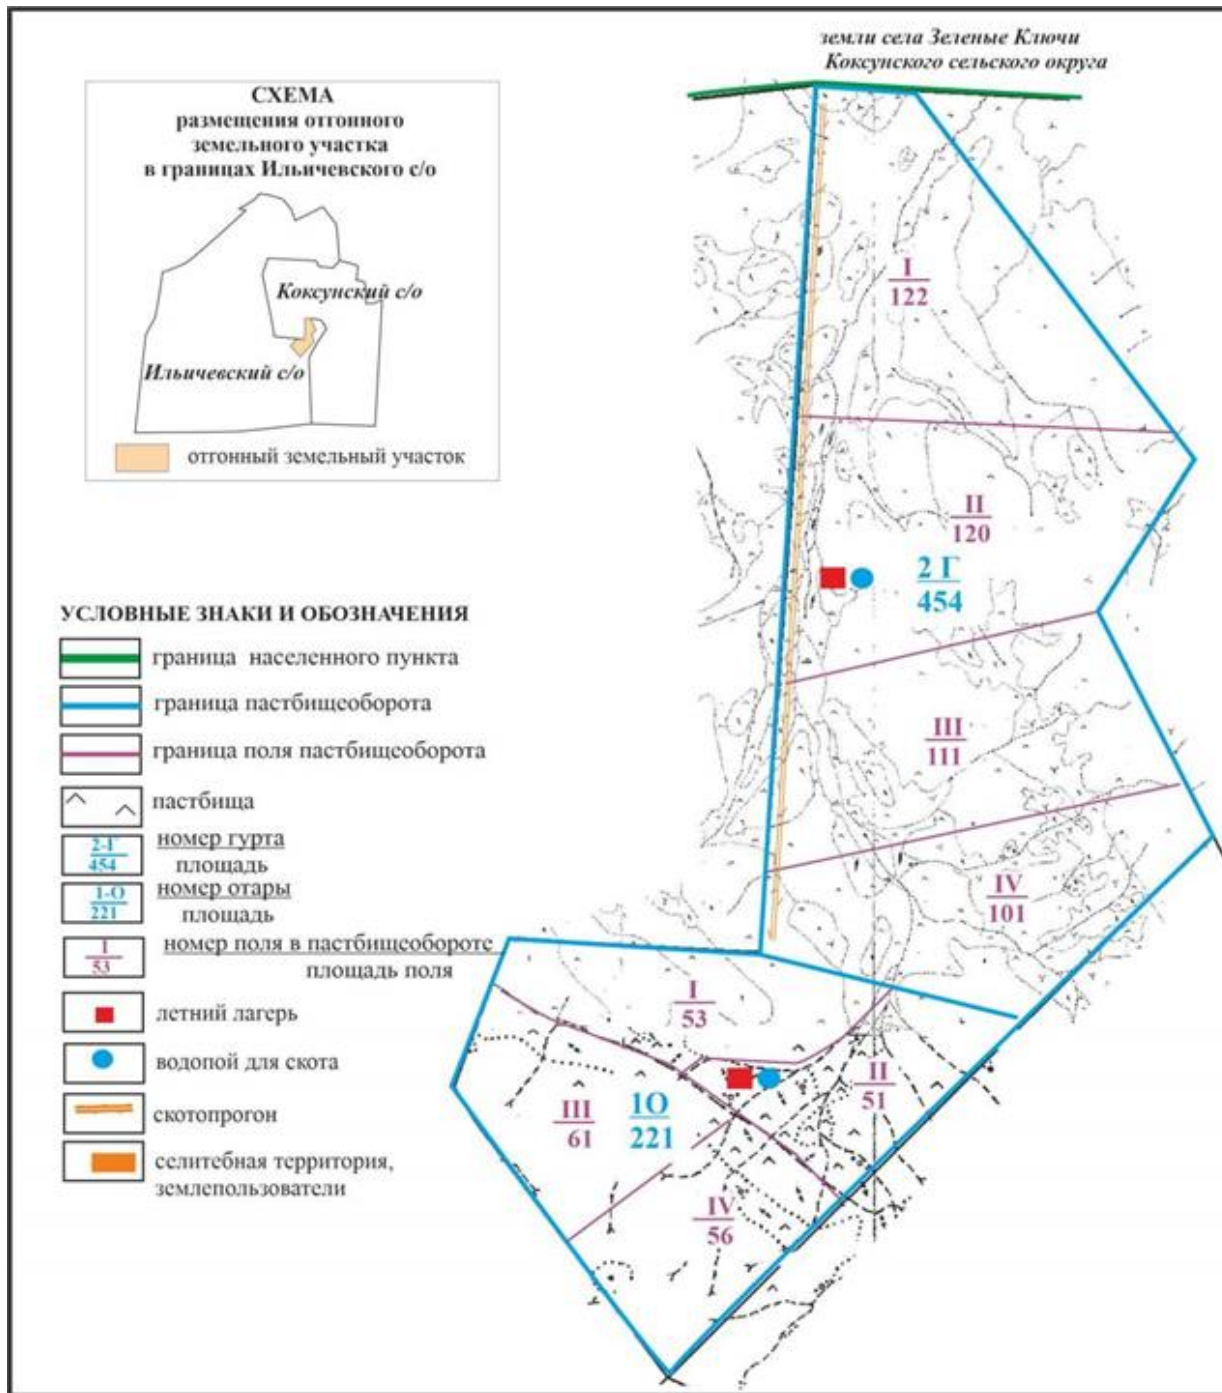 земли села Зеленые Ключи
Коксунского сельского округа
СХЕМА
размещения отгонного
земельного участка
в границах Ильичевского с/о
Коксунский с/о
Ильичевский с/о
отгонный земельный участок
I
122
II
120
2 Г
454
III
111
IV
101
I
53
II
51
III
61
1О
221
IV
56
УСЛОВНЫЕ ЗНАКИ И ОБОЗНАЧЕНИЯ
граница населенного пункта
граница пастбищеоборота
граница поля пастбищеоборота
пастбища
2-Г
454
номер гурта
площадь
1-О
221
номер отары
площадь
I
53
номер поля в пастбищеобороте
площадь поля
летний лагерь
водопой для скота
скотопрогон
селитебная территория,
землепользователи